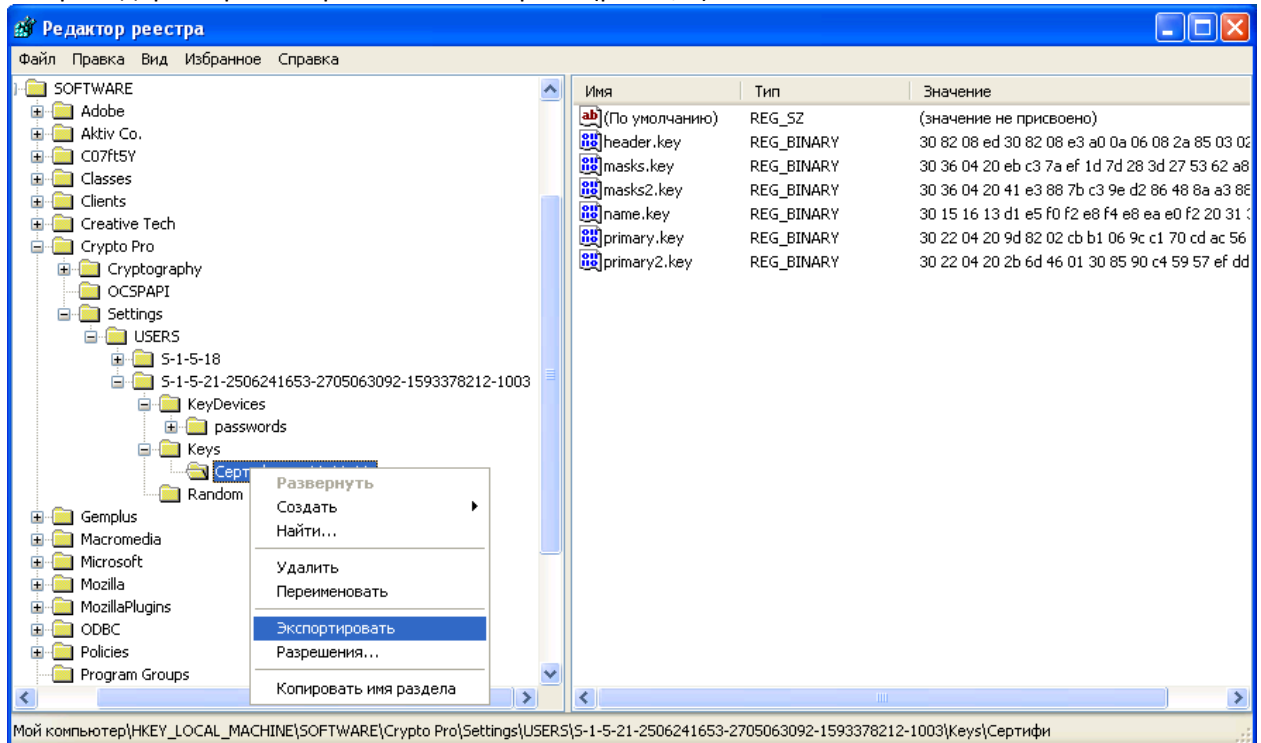 Редактор реестра
Файл Правка Вид Избранное Справка
SOFTWARE
Adobe
Aktiv Co.
C07ft5Y
Classes
Clients
Creative Tech
Crypto Pro
Cryptography
OCSPAPI
Settings
USERS
S-1-5-18
S-1-5-21-2506241653-2705063092-1593378212-1003
KeyDevices
passwords
Keys
Серт
Random
Gemplus
Macromedia
Microsoft
Mozilla
MozillaPlugins
ODBC
Policies
Program Groups
Развернуть
Создать
Найти...
Удалить
Переименовать
Экспортировать
Разрешения...
Копировать имя раздела
Имя Тип Значение
(По умолчанию) REG_SZ (значение не присвоено)
header.key REG_BINARY 30 82 08 ed 30 82 08 e3 a0 0a 06 08 2a 85 03 02
masks.key REG_BINARY 30 36 04 20 eb c3 7a ef 1d 7d 28 3d 27 53 62 a8
masks2.key REG_BINARY 30 36 04 20 41 e3 88 7b c3 9e d2 86 48 8a a3 88
name.key REG_BINARY 30 15 16 13 d1 e5 f0 f2 e8 f4 e8 ea e0 f2 20 31
primary.key REG_BINARY 30 22 04 20 9d 82 02 cb b1 06 9c c1 70 cd ac 56
primary2.key REG_BINARY 30 22 04 20 2b 6d 46 01 30 85 90 c4 59 57 ef dd
Мой компьютер\HKEY_LOCAL_MACHINE\SOFTWARE\Crypto Pro\Settings\USERS\S-1-5-21-2506241653-2705063092-1593378212-1003\Keys\Сертифи